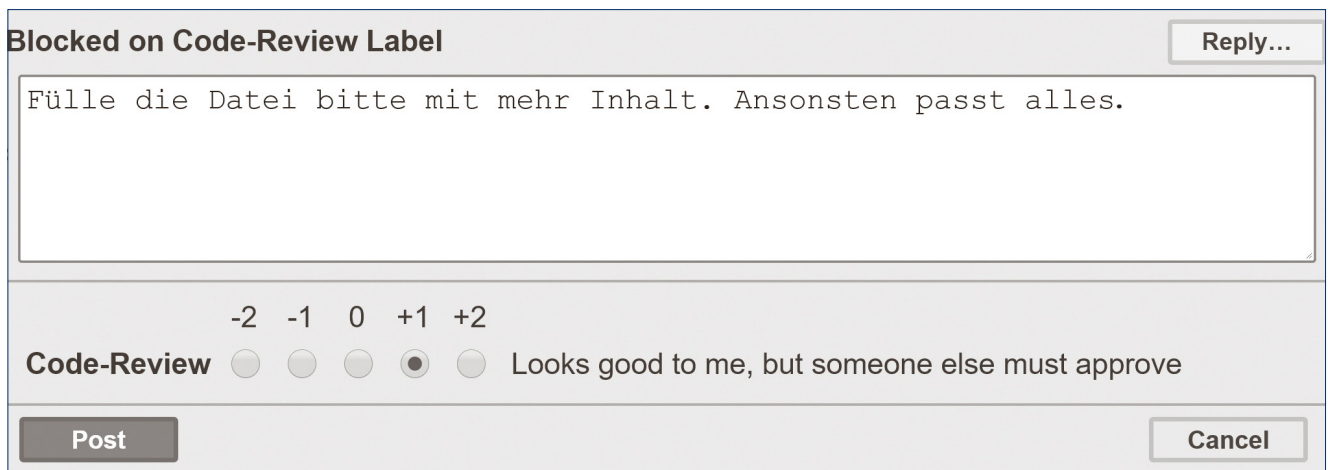 Blocked on Code-Review Label
Reply...
Fülle die Datei bitte mit mehr Inhalt. Ansonsten passt alles.
-2 -1 0 +1 +2
Code-Review Looks good to me, but someone else must approve
Post
Cancel